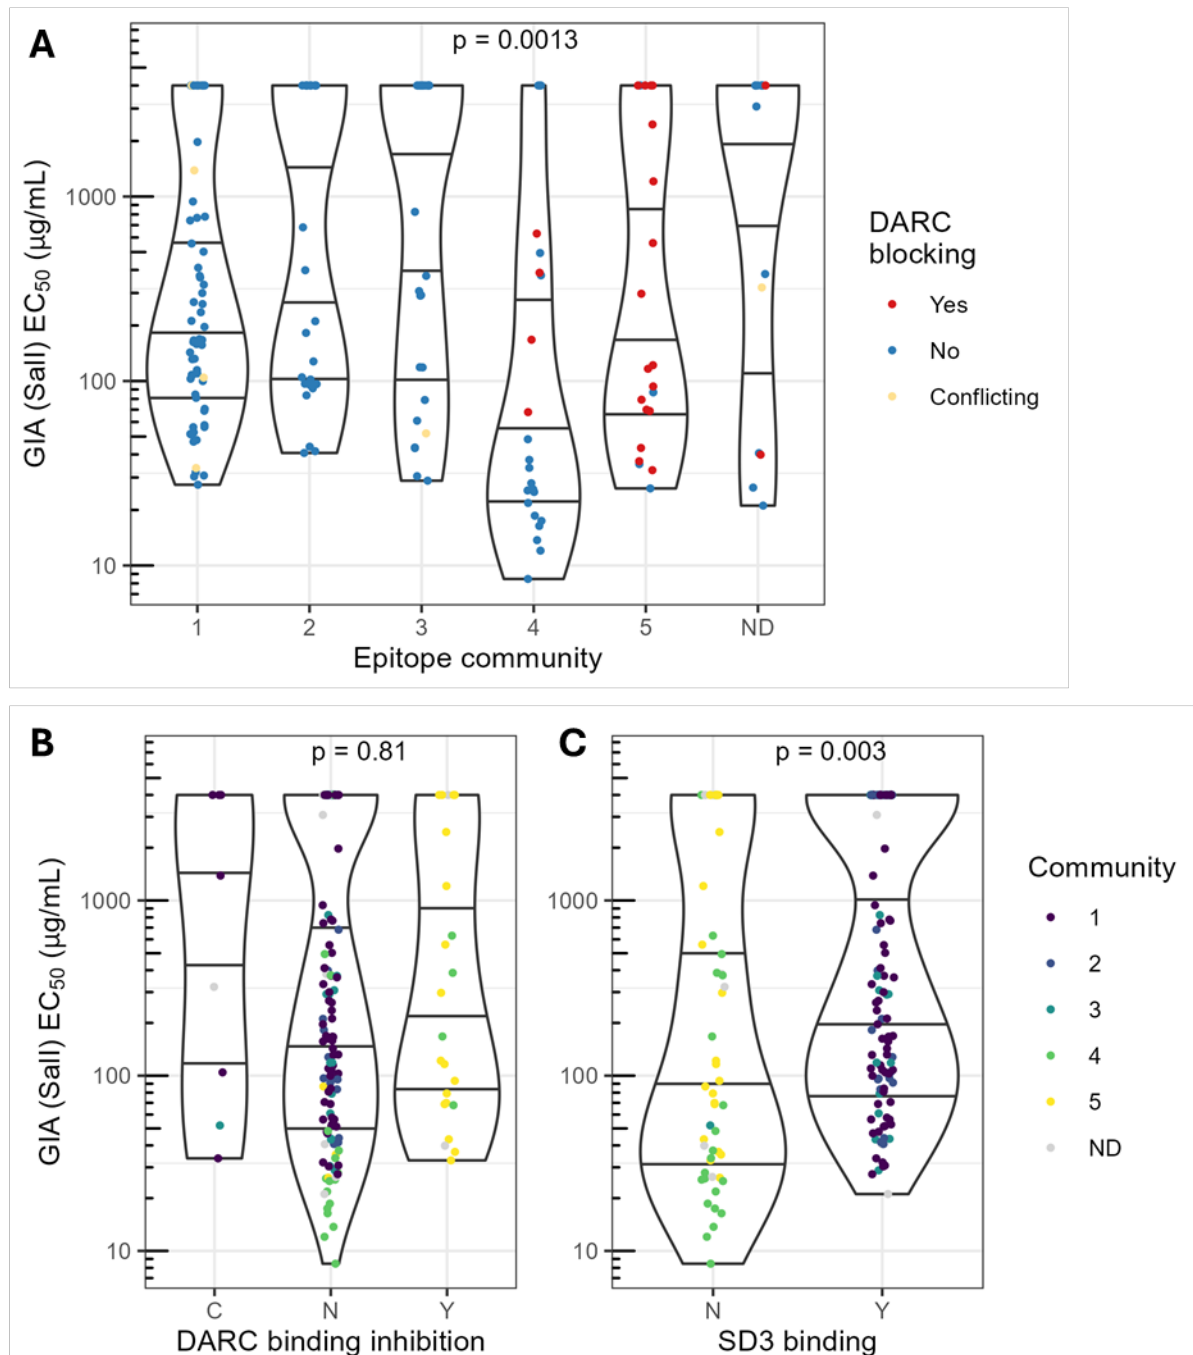 A
p = 0.0013
GIA (SalI) EC50 (µg/mL)
1000
100
10
1 2 3 4 5 ND
Epitope community
DARC
blocking
Yes
No
Conflicting
B
p = 0.81
GIA (SalI) EC50 (µg/mL)
1000
100
10
C N Y
DARC binding inhibition
C
p = 0.003
1000
100
10
N Y
SD3 binding
Community
1
2
3
4
5
ND